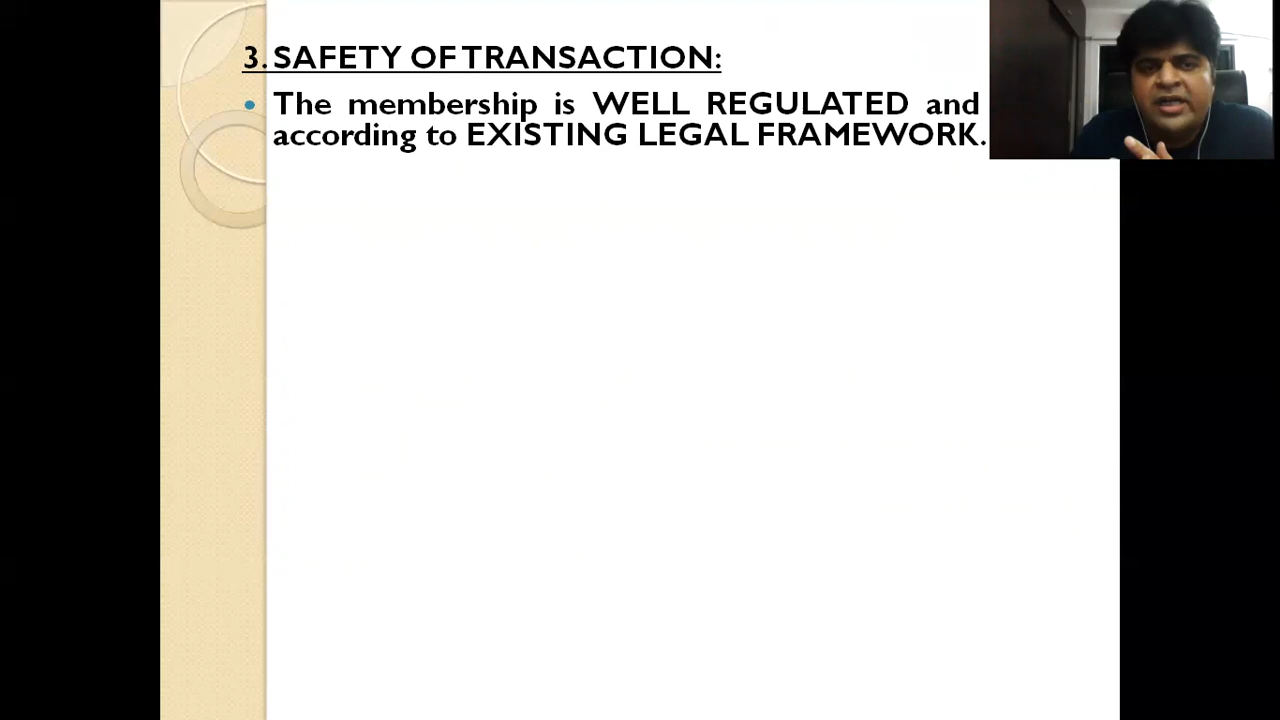 3. SAFETY OF TRANSACTION:
• The membership is WELL REGULATED and
according to EXISTING LEGAL FRAMEWORK.